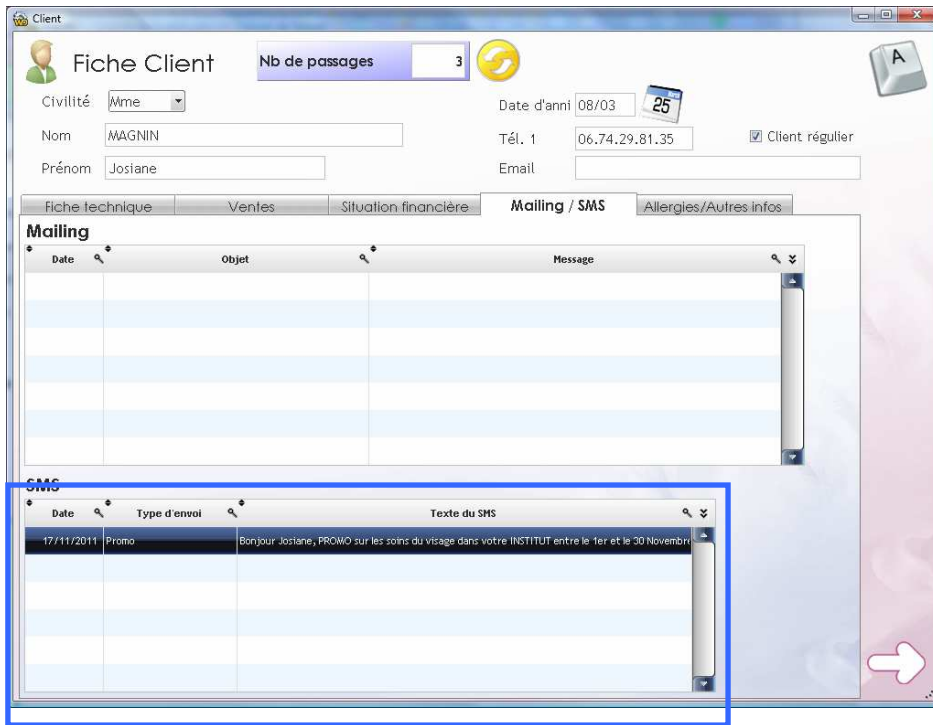 Client
Fiche Client
Nb de passages 3
A
Civilité Mme
Date d'anni 08/03 25
Nom MAGNIN
Tél. 1 06.74.29.81.35 Client régulier
Prénom Josiane
Email
Fiche technique Ventes Situation financière Mailing / SMS Allergies/Autres infos
Mailing
Date Objet Message
SMS
Date Type d'envoi Texte du SMS
17/11/2011 Promo Bonjour Josiane, PROMO sur les soins du visage dans votre INSTITUT entre le 1er et le 30 Novembre